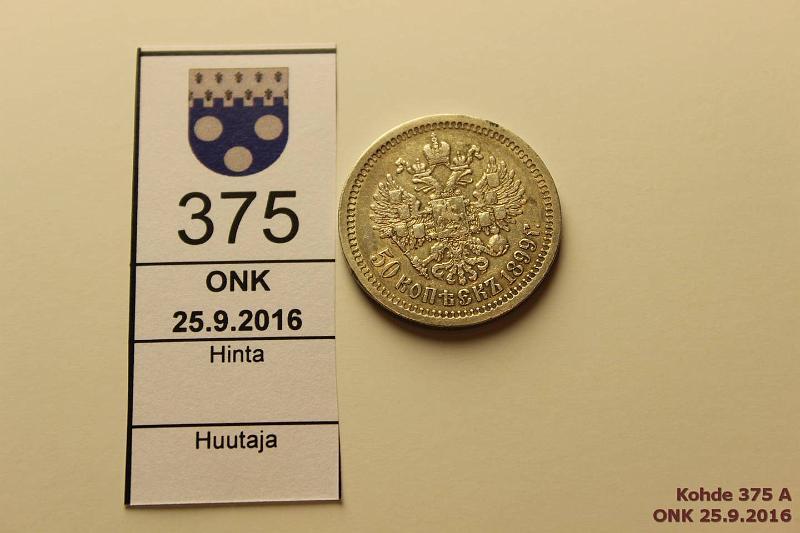 375
ONK
25.9.2016
Hinta
Huutaja
50 КОПѢЕКЪ 1899 Г.
Kohde 375 A
ONK 25.9.2016